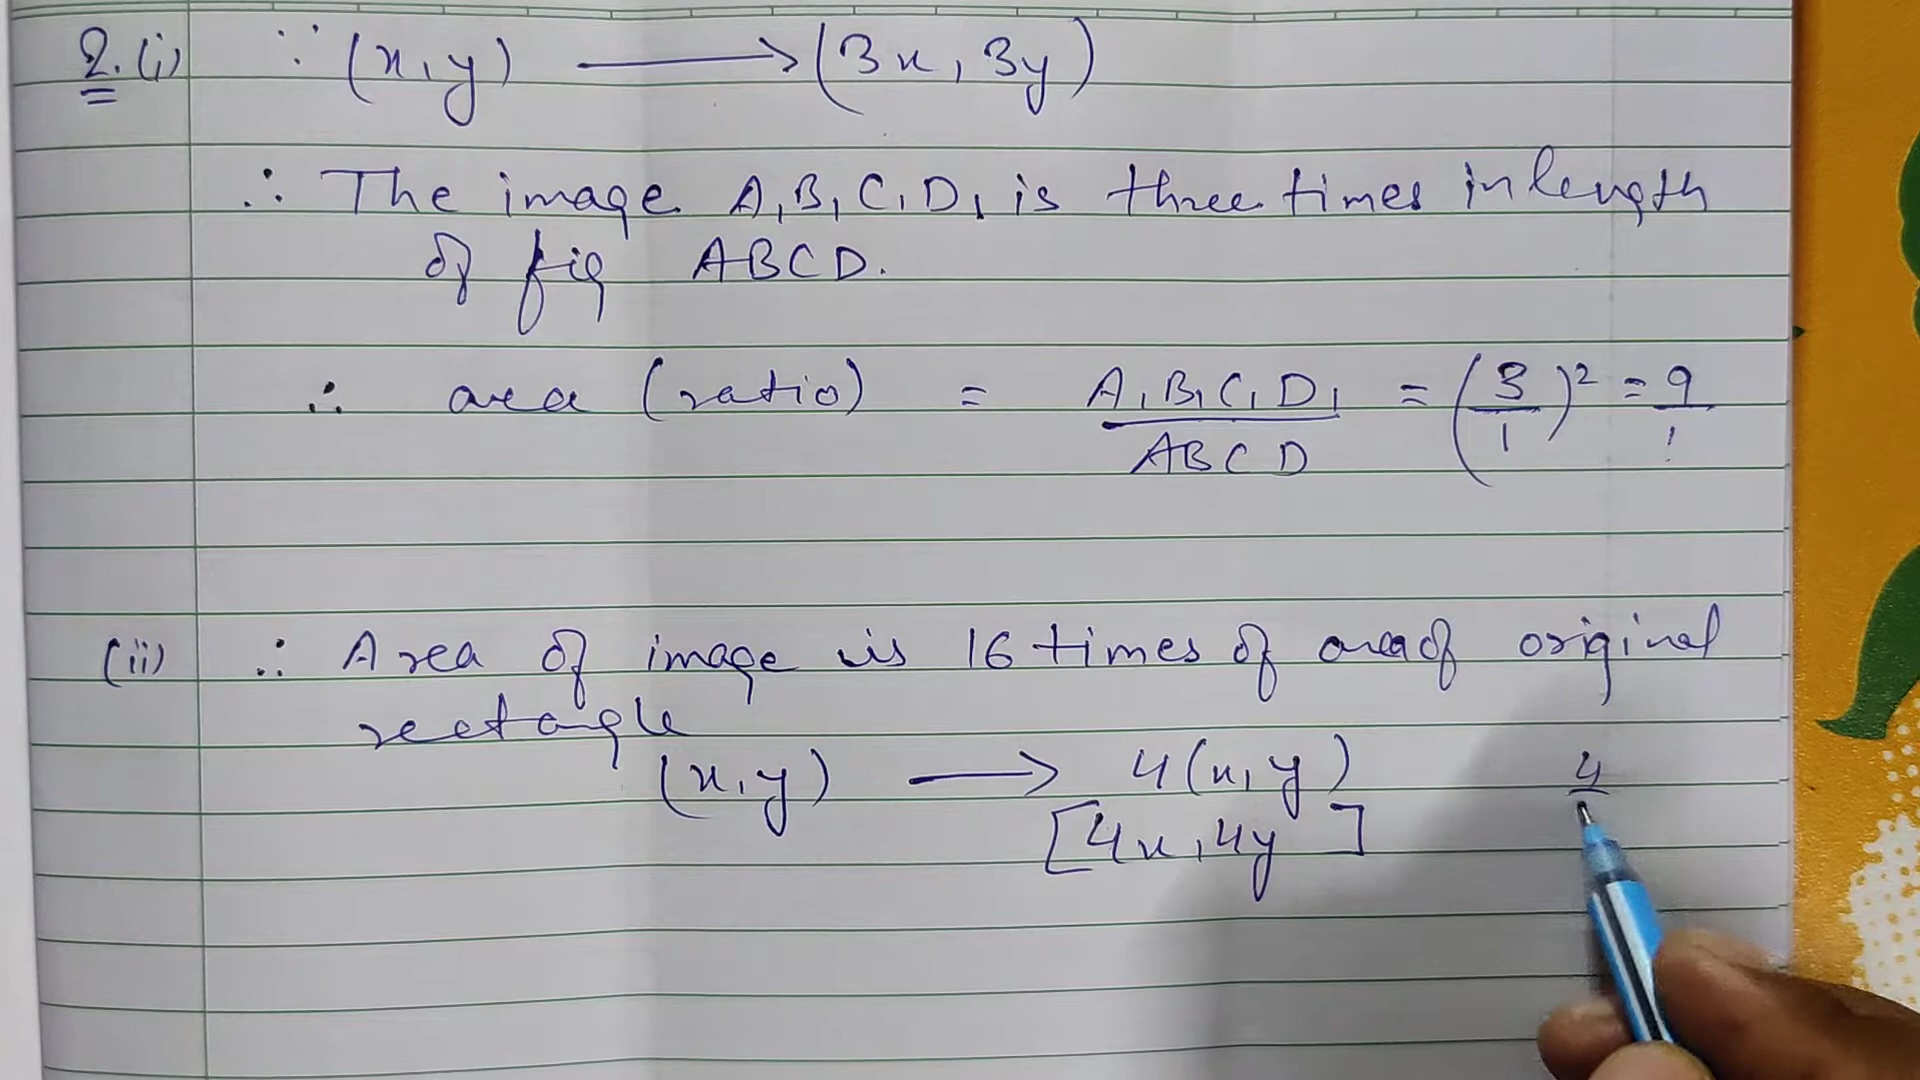 2. (i) ∵ (x, y) ⟶ (3x, 3y)
∴ The image A₁B₁C₁D₁ is three times in length
of fig ABCD.
∴ area (ratio) = A₁B₁C₁D₁ / ABCD = (3/1)² = 9/1
(ii) ∴ Area of image is 16 times of area of original
rectangle
(x, y) ⟶ 4(x, y) 4
[4x, 4y]